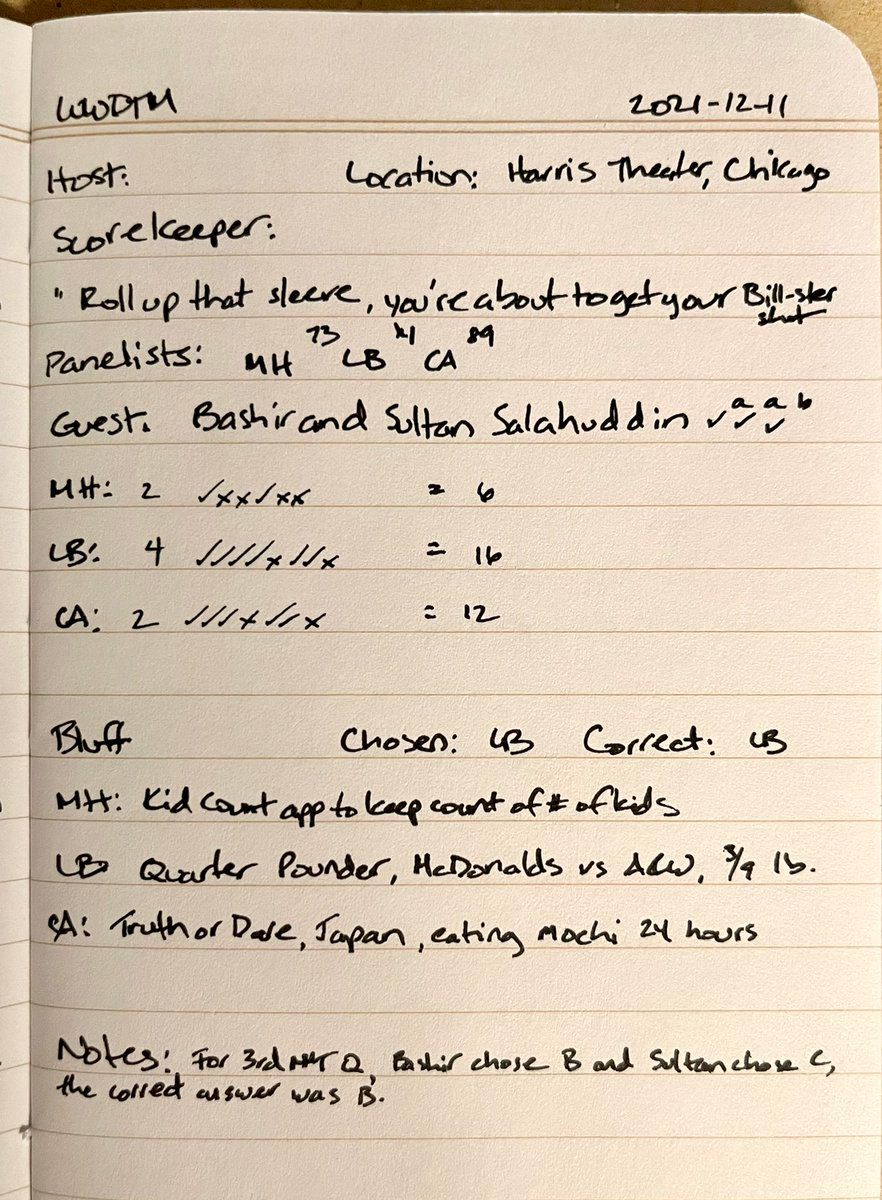 WWDTM 2021-12-11
Host: Location: Harris Theater, Chicago
Scorekeeper:
" Roll up that sleeve, you're about to get your Bill-ster
shot
Panelists: MH 73 LB 41 CA 89
Guest. Bashir and Sultan Salahuddin ✓ a ✓ a ✓ b
MH: 2 ✓xx✓xx = 6
LB: 4 ✓✓✓✓x✓✓x = 16
CA: 2 ✓✓✓x✓✓x = 12
Bluff Chosen: LB Correct: LB
MH: Kid Count app to keep count of # of kids
LB: Quarter Pounder, McDonalds vs A&W, 3/9 lb.
CA: Truth or Dare, Japan, eating mochi 24 hours
Notes: For 3rd NMJ Q, Bashir chose B and Sultan chose C,
the correct answer was B.